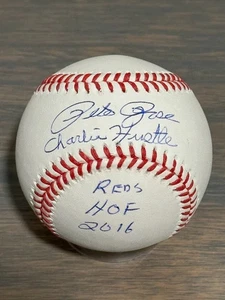 Pete Rose
Charlie Hustle
REDS
HOF
2016